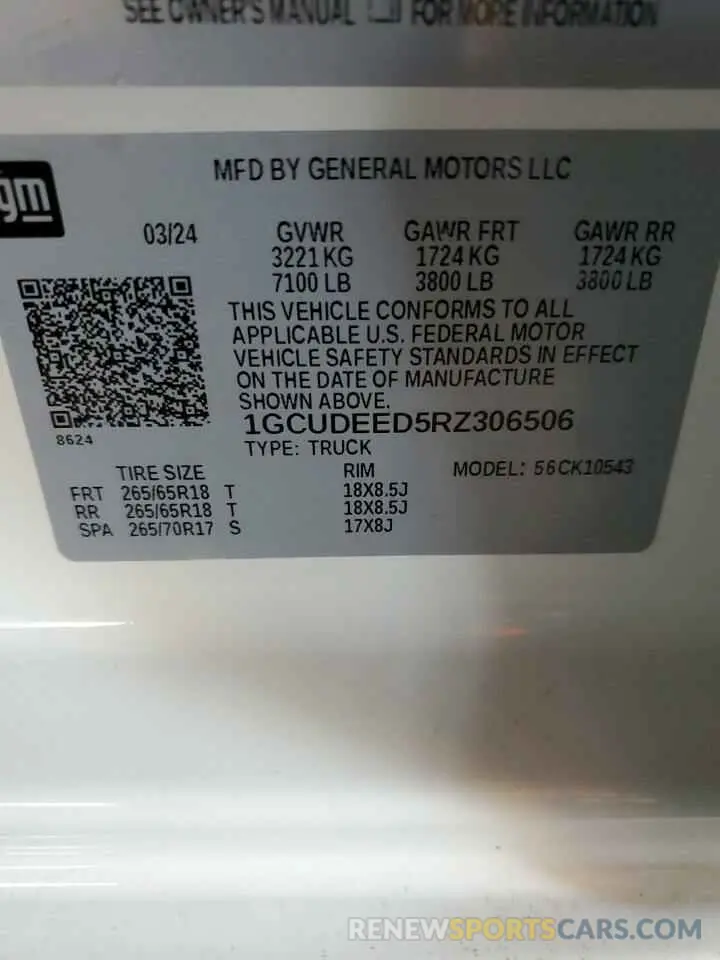 SEE OWNER'S MANUAL FOR MORE INFORMATION
MFD BY GENERAL MOTORS LLC
gm
03/24 GVWR GAWR FRT GAWR RR
3221 KG 1724 KG 1724 KG
7100 LB 3800 LB 3800 LB
THIS VEHICLE CONFORMS TO ALL
APPLICABLE U.S. FEDERAL MOTOR
VEHICLE SAFETY STANDARDS IN EFFECT
ON THE DATE OF MANUFACTURE
SHOWN ABOVE.
8624
1GCUDEED5RZ306506
TYPE: TRUCK
TIRE SIZE RIM MODEL: 56CK10543
FRT 265/65R18 T 18X8.5J
RR 265/65R18 T 18X8.5J
SPA 265/70R17 S 17X8J
RENEWSPORTSCARS.COM